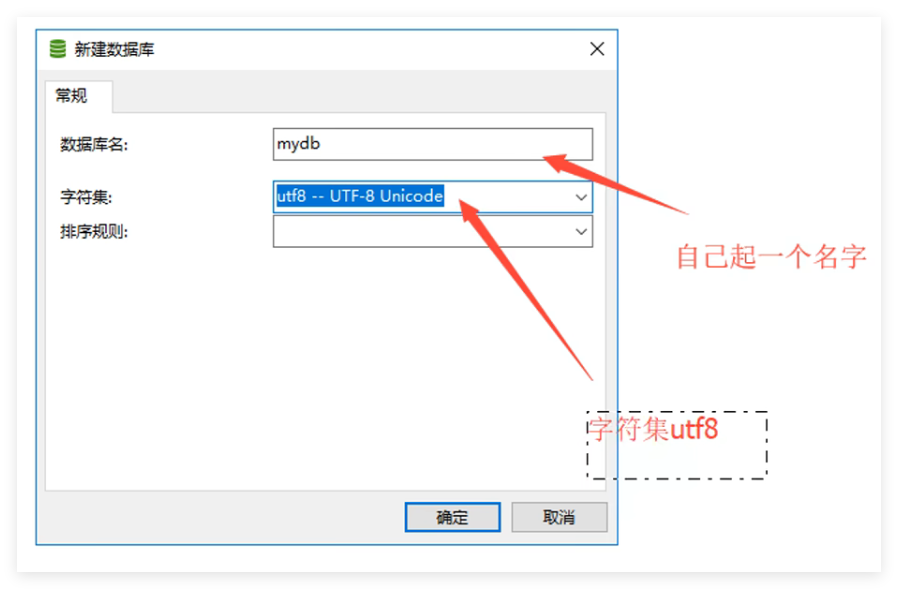 新建数据库
常规
数据库名:
mydb
字符集:
utf8 -- UTF-8 Unicode
排序规则:
自己起一个名字
字符集utf8
确定
取消